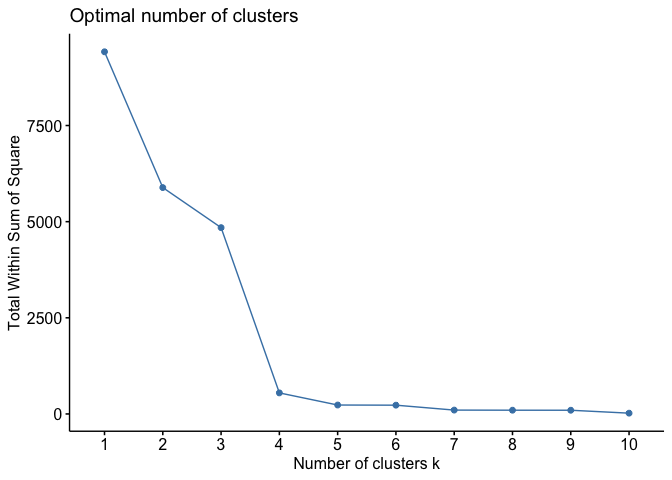 Optimal number of clusters
Total Within Sum of Square
7500
5000
2500
0
1 2 3 4 5 6 7 8 9 10
Number of clusters k